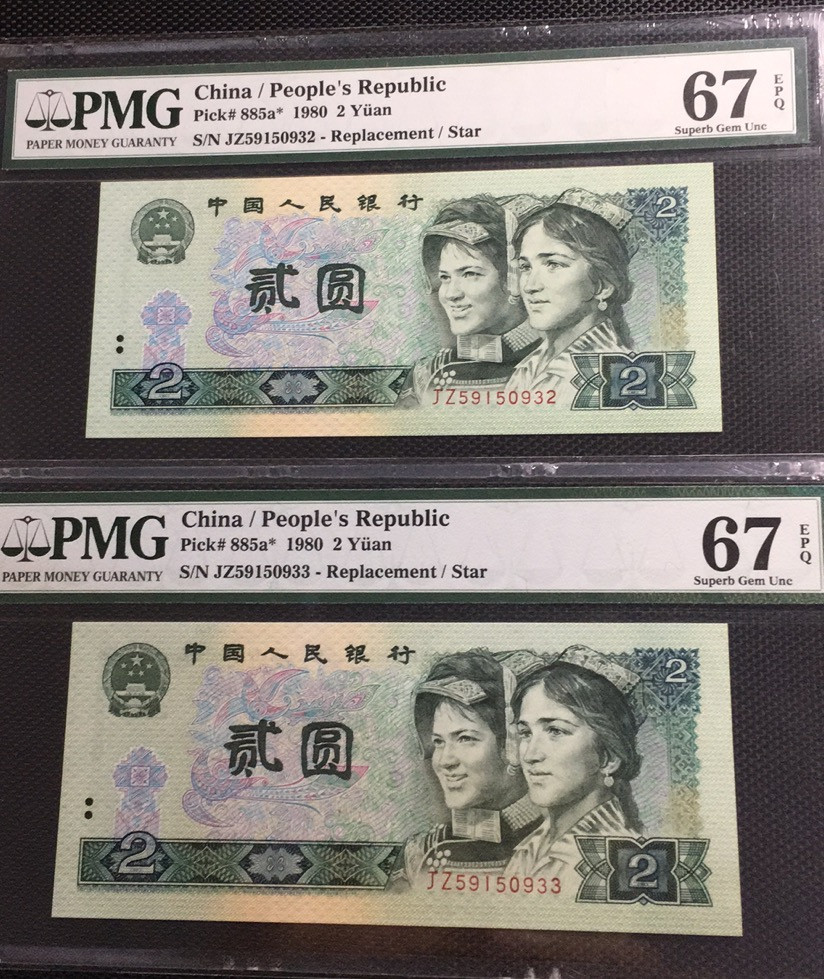 PMG
PAPER MONEY GUARANTY
China / People's Republic
Pick# 885a* 1980 2 Yüan
S/N JZ59150932 - Replacement / Star
67
EPQ
Superb Gem Unc
中国人民银行
2
贰圆
2
2
JZ59150932
PMG
PAPER MONEY GUARANTY
China / People's Republic
Pick# 885a* 1980 2 Yüan
S/N JZ59150933 - Replacement / Star
67
EPQ
Superb Gem Unc
中国人民银行
2
贰圆
2
2
JZ59150933